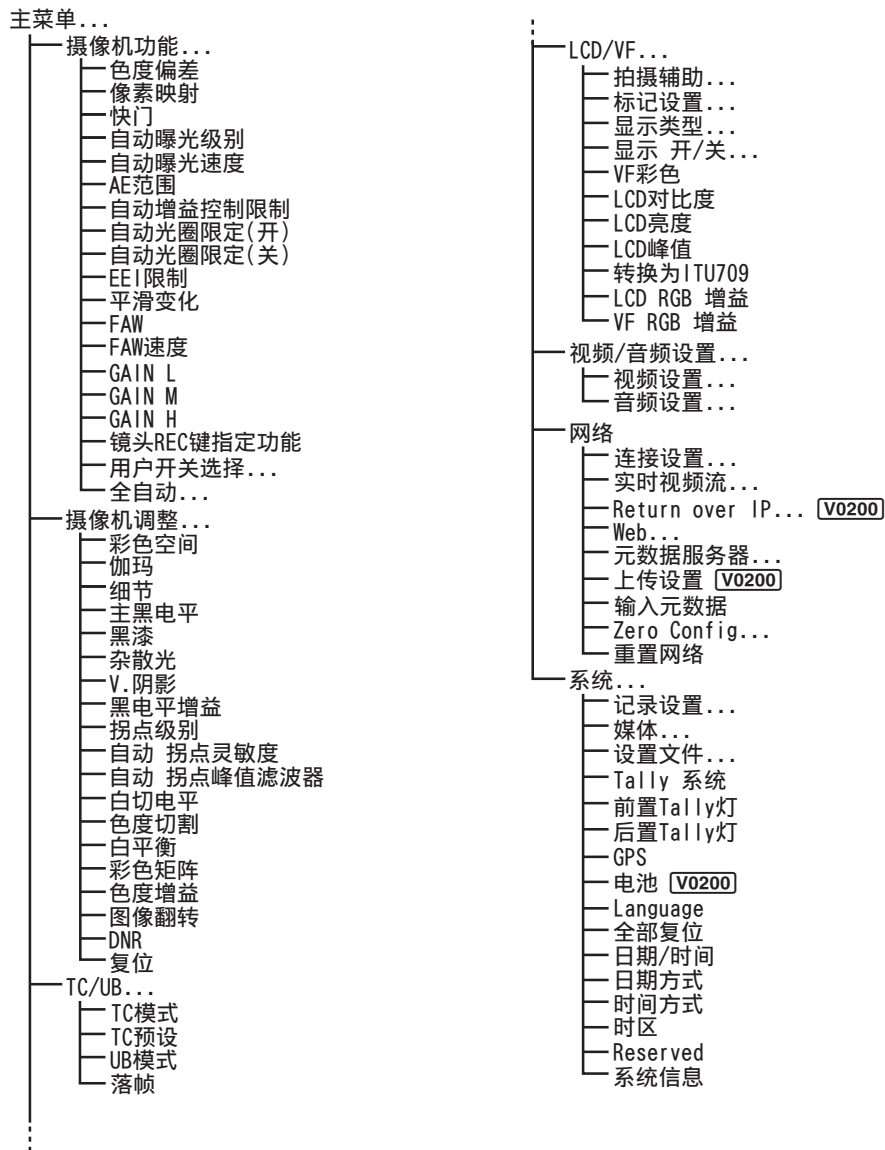 主菜单...
摄像机功能...
色度偏差
像素映射
快门
自动曝光级别
自动曝光速度
AE范围
自动增益控制限制
自动光圈限定(开)
自动光圈限定(关)
EEI限制
平滑变化
FAW
FAW速度
GAIN L
GAIN M
GAIN H
镜头REC键指定功能
用户开关选择...
全自动...
摄像机调整...
彩色空间
伽玛
细节
主黑电平
黑漆
杂散光
V.阴影
黑电平增益
拐点级别
自动 拐点灵敏度
自动 拐点峰值滤波器
白切电平
色度切割
白平衡
彩色矩阵
色度增益
图像翻转
DNR
复位
TC/UB...
TC模式
TC预设
UB模式
落帧
LCD/VF...
拍摄辅助...
标记设置...
显示类型...
显示 开/关...
VF彩色
LCD对比度
LCD亮度
LCD峰值
转换为ITU709
LCD RGB 增益
VF RGB 增益
视频/音频设置...
视频设置...
音频设置...
网络
连接设置...
实时视频流...
Return over IP... V0200
Web...
元数据服务器...
上传设置 V0200
输入元数据
Zero Config...
重置网络
系统...
记录设置...
媒体...
设置文件...
Tally 系统
前置Tally灯
后置Tally灯
GPS
电池 V0200
Language
全部复位
日期/时间
日期方式
时间方式
时区
Reserved
系统信息